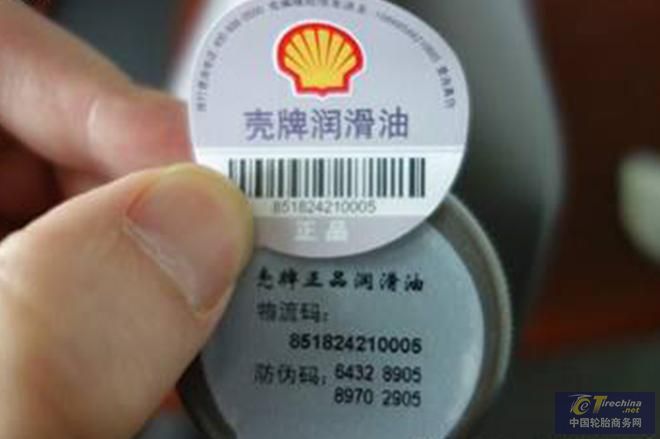 壳牌润滑油
851824210005
正品
壳牌正品润滑油
物流码:
851824210005
防伪码: 6432 8905
8970 2905
Tirechina.net
中国轮胎商务网